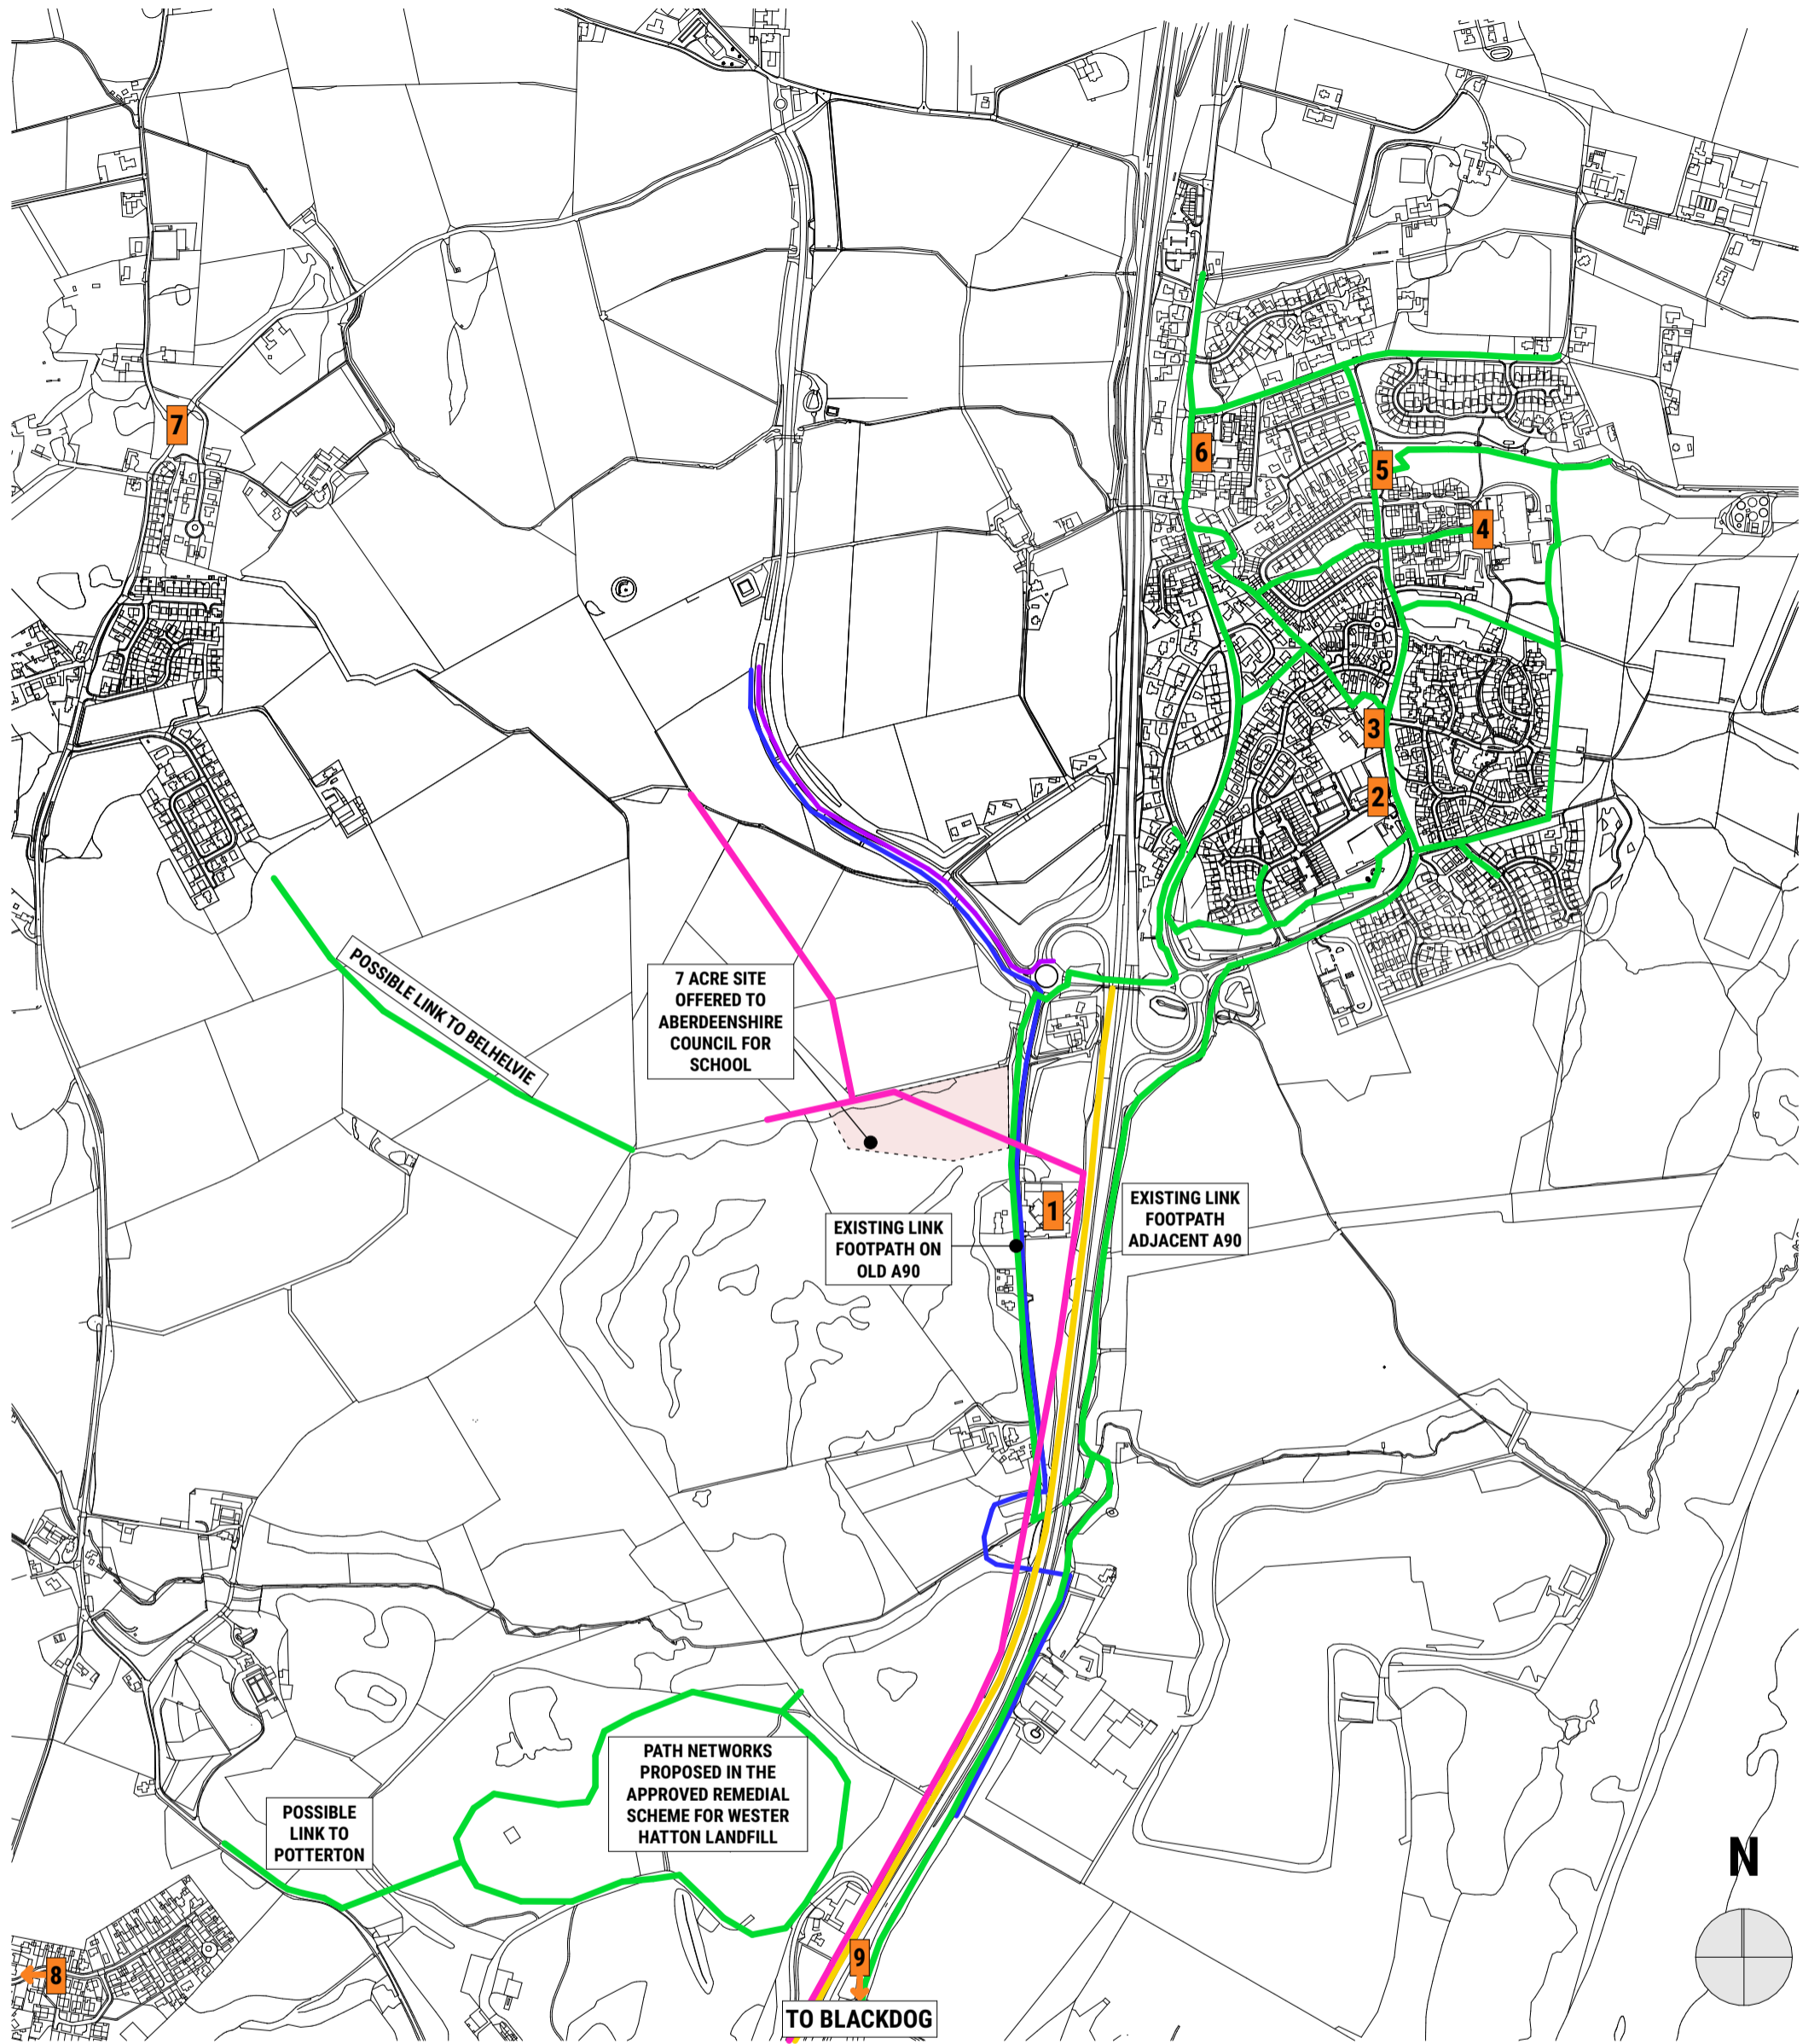 7
6
5
4
3
2
POSSIBLE LINK TO BELHELVIE
7 ACRE SITE
OFFERED TO
ABERDEENSHIRE
COUNCIL FOR
SCHOOL
1
EXISTING LINK
FOOTPATH
ADJACENT A90
EXISTING LINK
FOOTPATH ON
OLD A90
PATH NETWORKS
PROPOSED IN THE
APPROVED REMEDIAL
SCHEME FOR WESTER
HATTON LANDFILL
POSSIBLE
LINK TO
POTTERTON
N
8
9
TO BLACKDOG